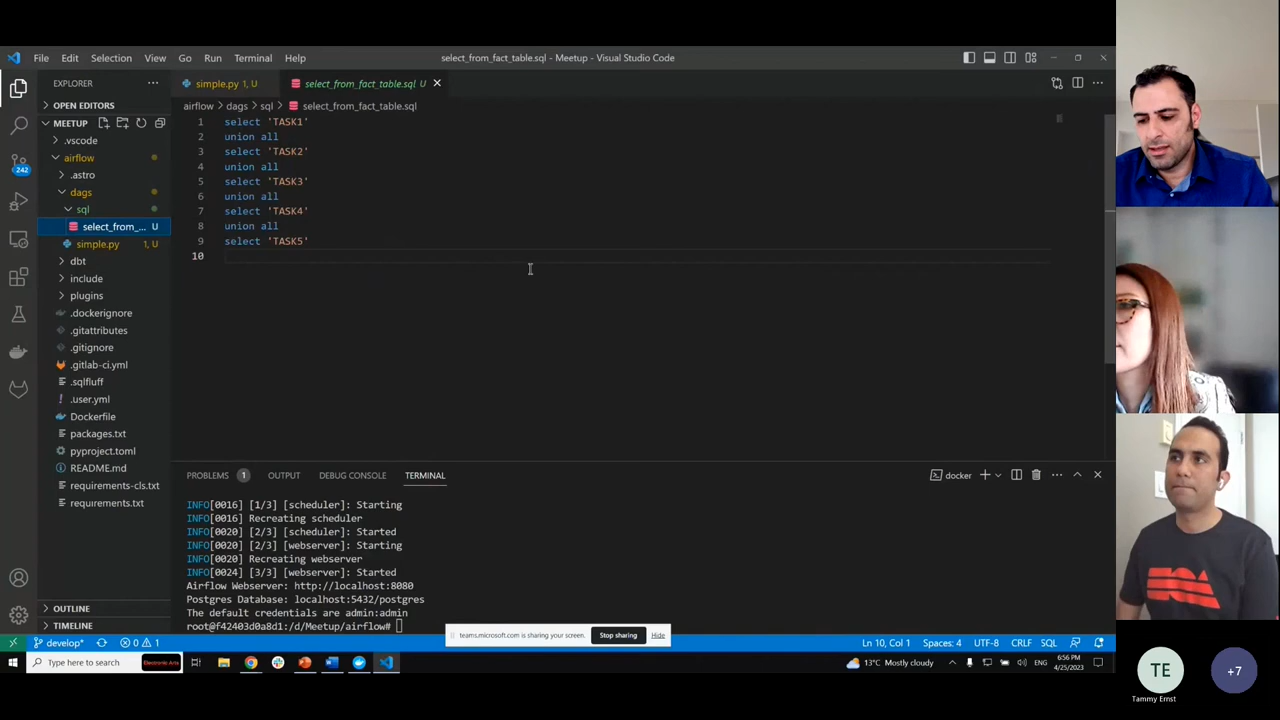 File Edit Selection View Go Run Terminal Help
select_from_fact_table.sql - Meetup - Visual Studio Code
EXPLORER
OPEN EDITORS
MEETUP
.vscode
airflow
.astro
dags
sql
select_from_... U
simple.py 1, U
dbt
include
plugins
.dockerignore
.gitattributes
.gitignore
.gitlab-ci.yml
.sqlfluff
.user.yml
Dockerfile
packages.txt
pyproject.toml
README.md
requirements-cls.txt
requirements.txt
OUTLINE
TIMELINE
242
simple.py 1, U
select_from_fact_table.sql U
airflow > dags > sql > select_from_fact_table.sql
1 select 'TASK1'
2 union all
3 select 'TASK2'
4 union all
5 select 'TASK3'
6 union all
7 select 'TASK4'
8 union all
9 select 'TASK5'
10
PROBLEMS 1 OUTPUT DEBUG CONSOLE TERMINAL
docker
INFO[0016] [1/3] [scheduler]: Starting
INFO[0016] Recreating scheduler
INFO[0020] [2/3] [scheduler]: Started
INFO[0020] [2/3] [webserver]: Starting
INFO[0020] Recreating webserver
INFO[0024] [3/3] [webserver]: Started
Airflow Webserver: http://localhost:8080
Postgres Database: localhost:5432/postgres
The default credentials are admin:admin
root@f42403d0a8d1:/d/Meetup/airflow#
teams.microsoft.com is sharing your screen. Stop sharing Hide
develop* 0 1
Ln 10, Col 1 Spaces: 4 UTF-8 CRLF SQL
Type here to search
Electronic Arts
13°C Mostly cloudy
ENG
6:56 PM
4/25/2023
TE
Tammy Ernst
+7